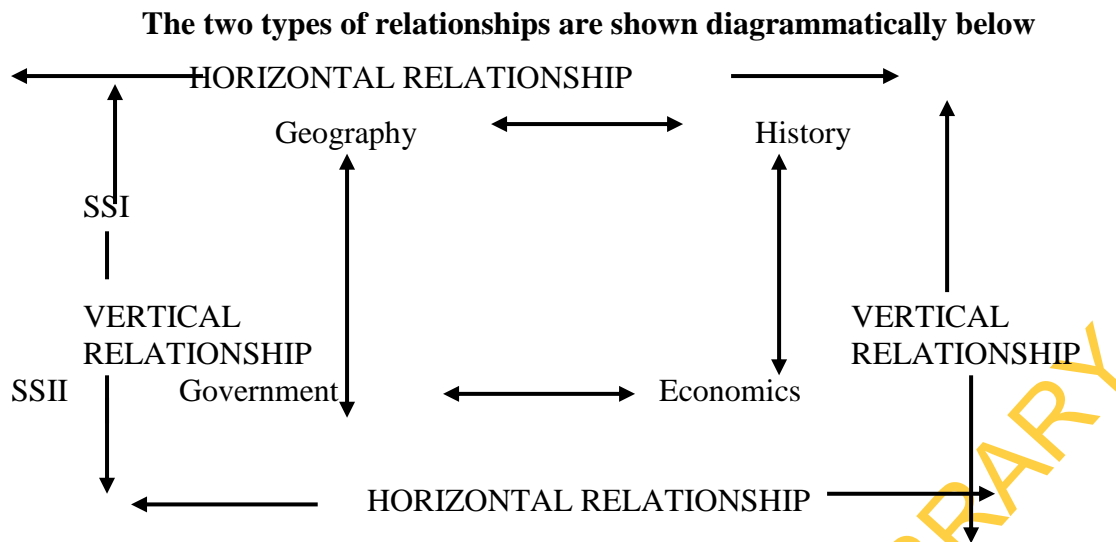 The two types of relationships are shown diagrammatically below
HORIZONTAL RELATIONSHIP
Geography History
SSI
VERTICAL VERTICAL
RELATIONSHIP RELATIONSHIP
SSII Government Economics
HORIZONTAL RELATIONSHIP